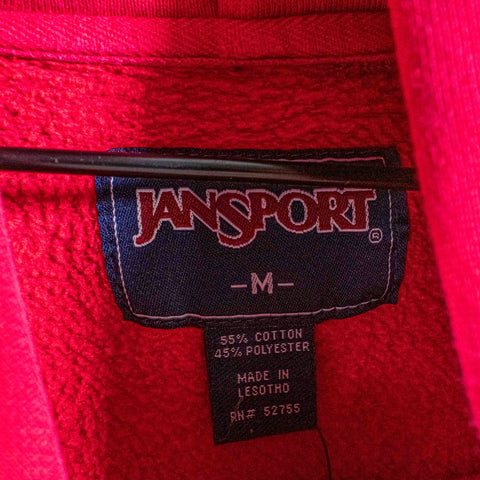 JANSPORT
®
-M-
55% COTTON
45% POLYESTER
MADE IN
LESOTHO
RN# 52755